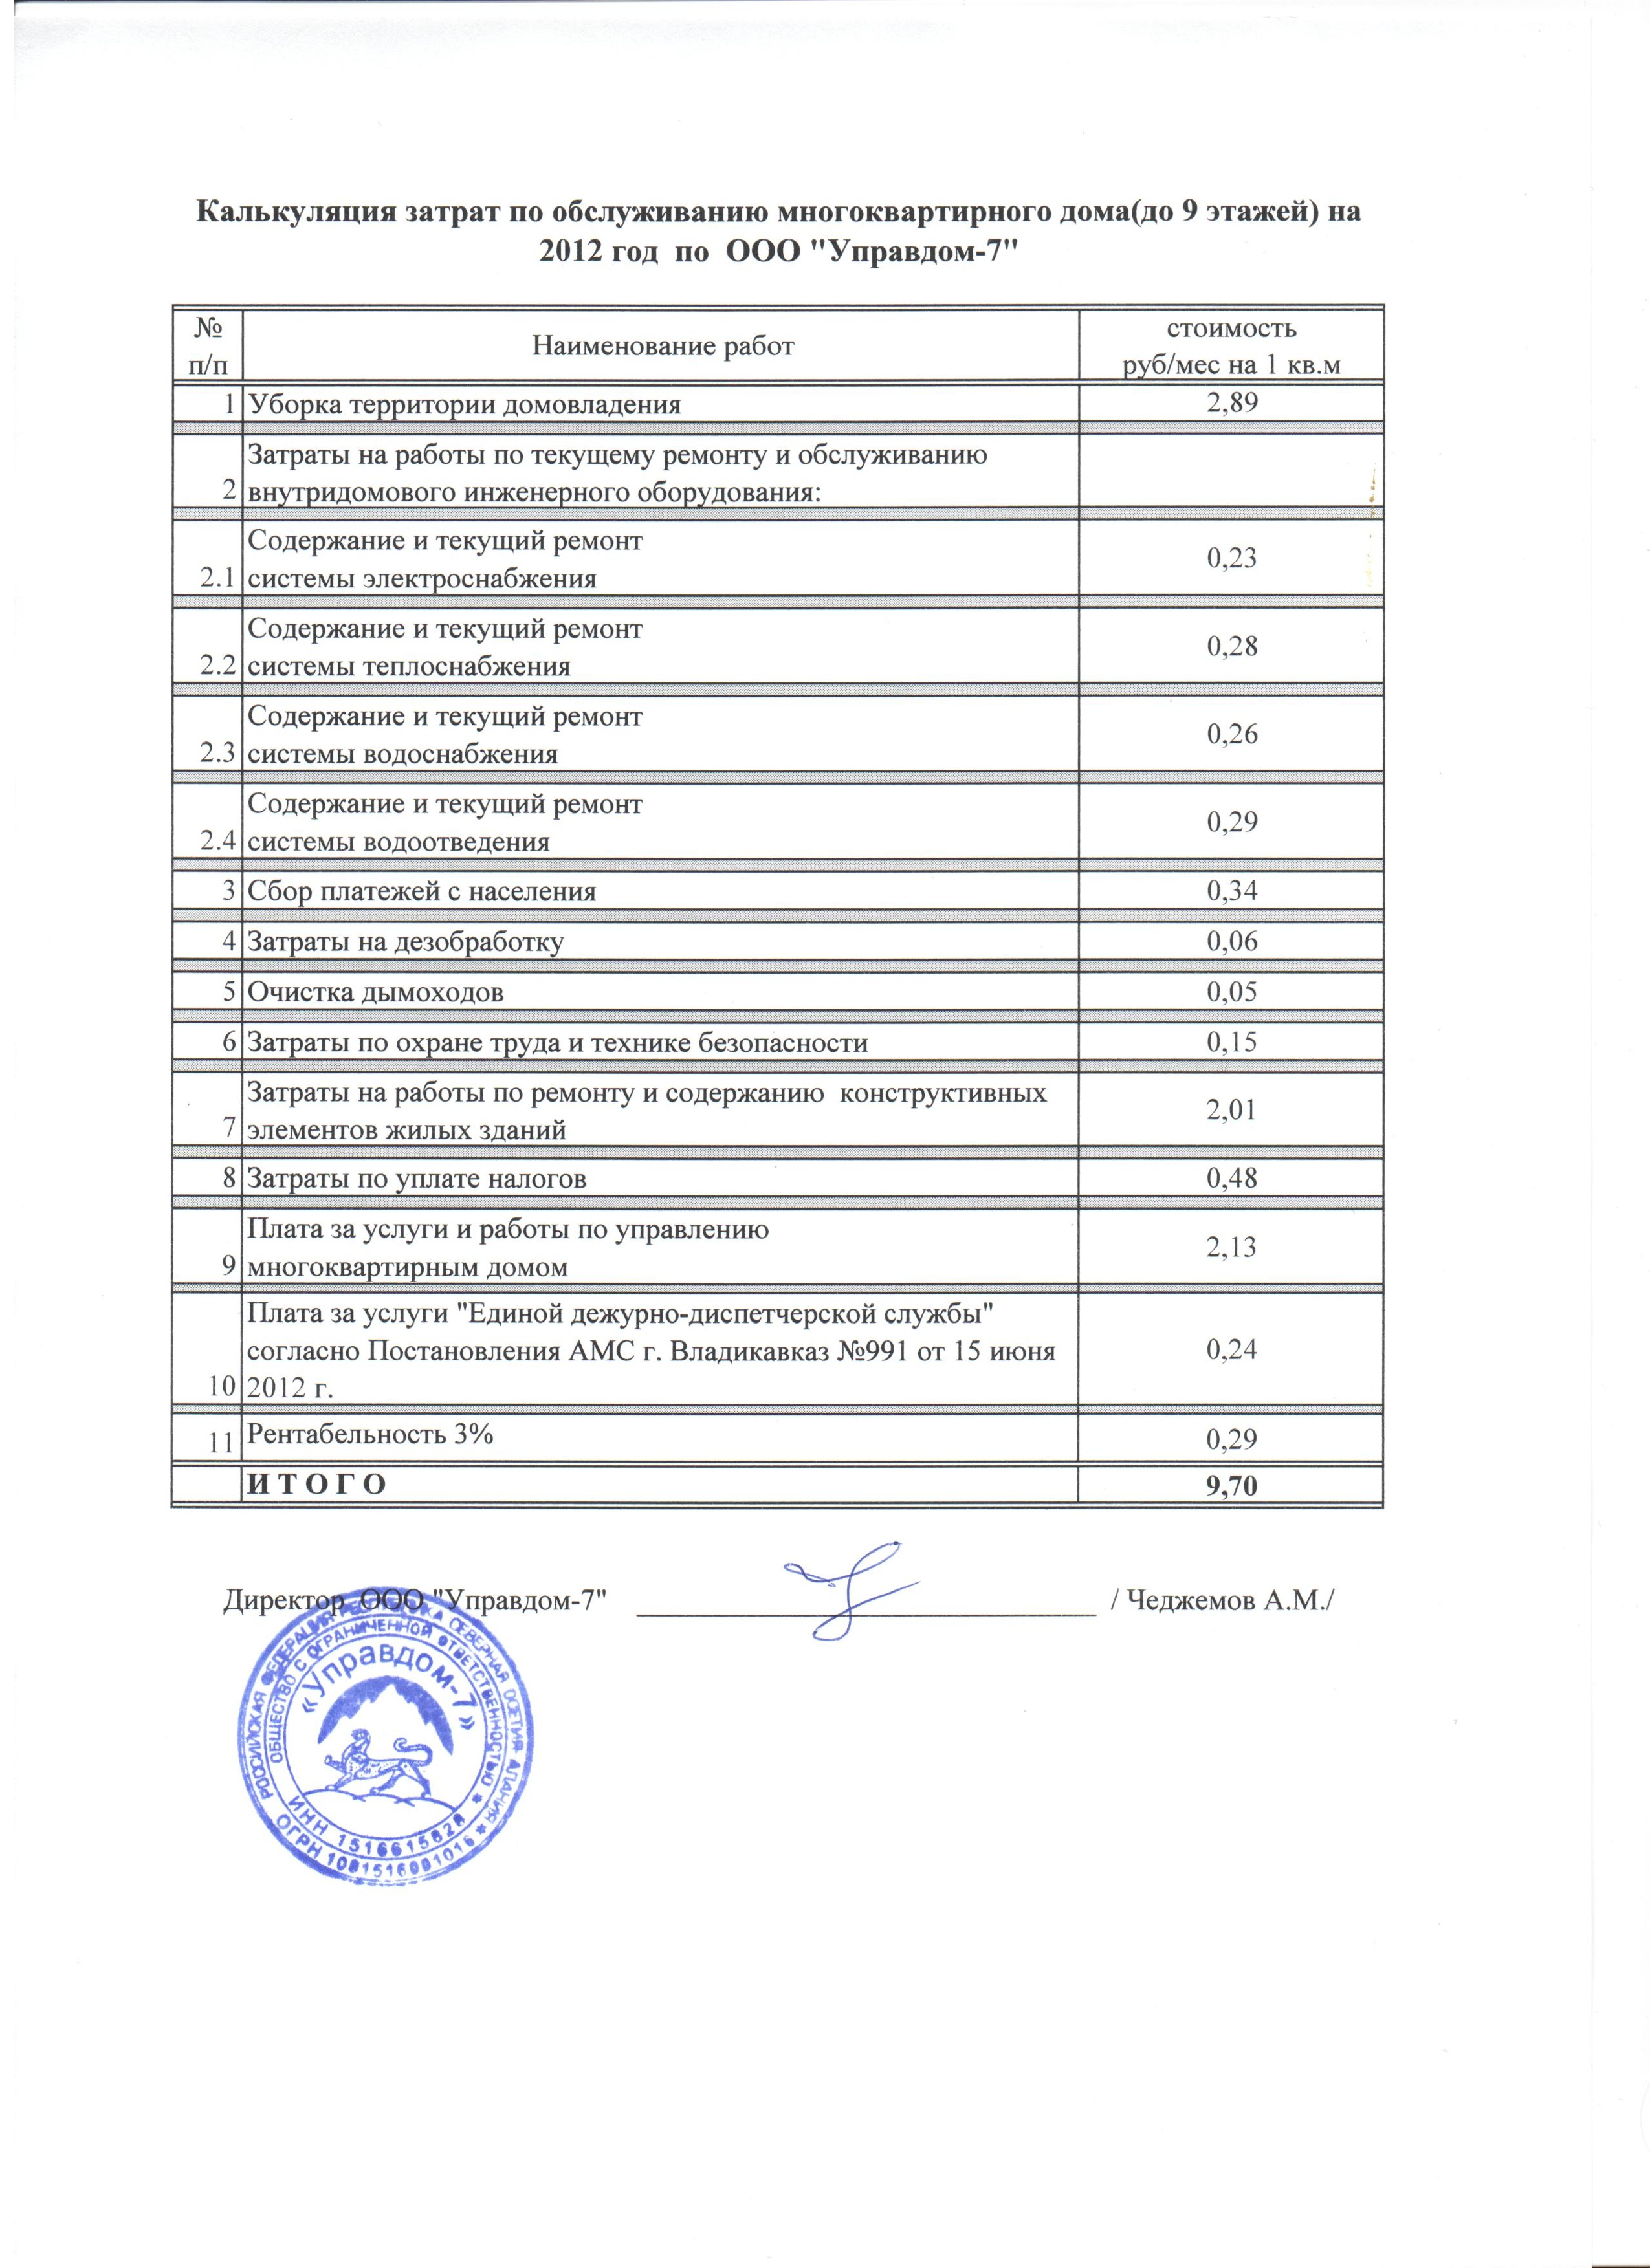 Калькуляция затрат по обслуживанию многоквартирного дома(до 9 этажей) на
2012 год по ООО "Управдом-7"
№ п/п
Наименование работ
стоимость
руб/мес на 1 кв.м
1 Уборка территории домовладения 2,89
Затраты на работы по текущему ремонту и обслуживанию
2 внутридомового инженерного оборудования:
Содержание и текущий ремонт
2.1 системы электроснабжения 0,23
Содержание и текущий ремонт
2.2 системы теплоснабжения 0,28
Содержание и текущий ремонт
2.3 системы водоснабжения 0,26
Содержание и текущий ремонт
2.4 системы водоотведения 0,29
3 Сбор платежей с населения 0,34
4 Затраты на дезобработку 0,06
5 Очистка дымоходов 0,05
6 Затраты по охране труда и технике безопасности 0,15
Затраты на работы по ремонту и содержанию конструктивных
7 элементов жилых зданий 2,01
8 Затраты по уплате налогов 0,48
Плата за услуги и работы по управлению
9 многоквартирным домом 2,13
Плата за услуги "Единой дежурно-диспетчерской службы"
согласно Постановления АМС г. Владикавказ №991 от 15 июня 0,24
10 2012 г.
11 Рентабельность 3% 0,29
И Т О Г О 9,70
Директор ООО "Управдом-7" / Чеджемов А.М./
РОССИЙСКАЯ ФЕДЕРАЦИЯ РЕСПУБЛИКА СЕВЕРНАЯ ОСЕТИЯ АЛАНИЯ
ОБЩЕСТВО С ОГРАНИЧЕННОЙ ОТВЕТСТВЕННОСТЬЮ
«Управдом-7»
ИНН
ОГРН